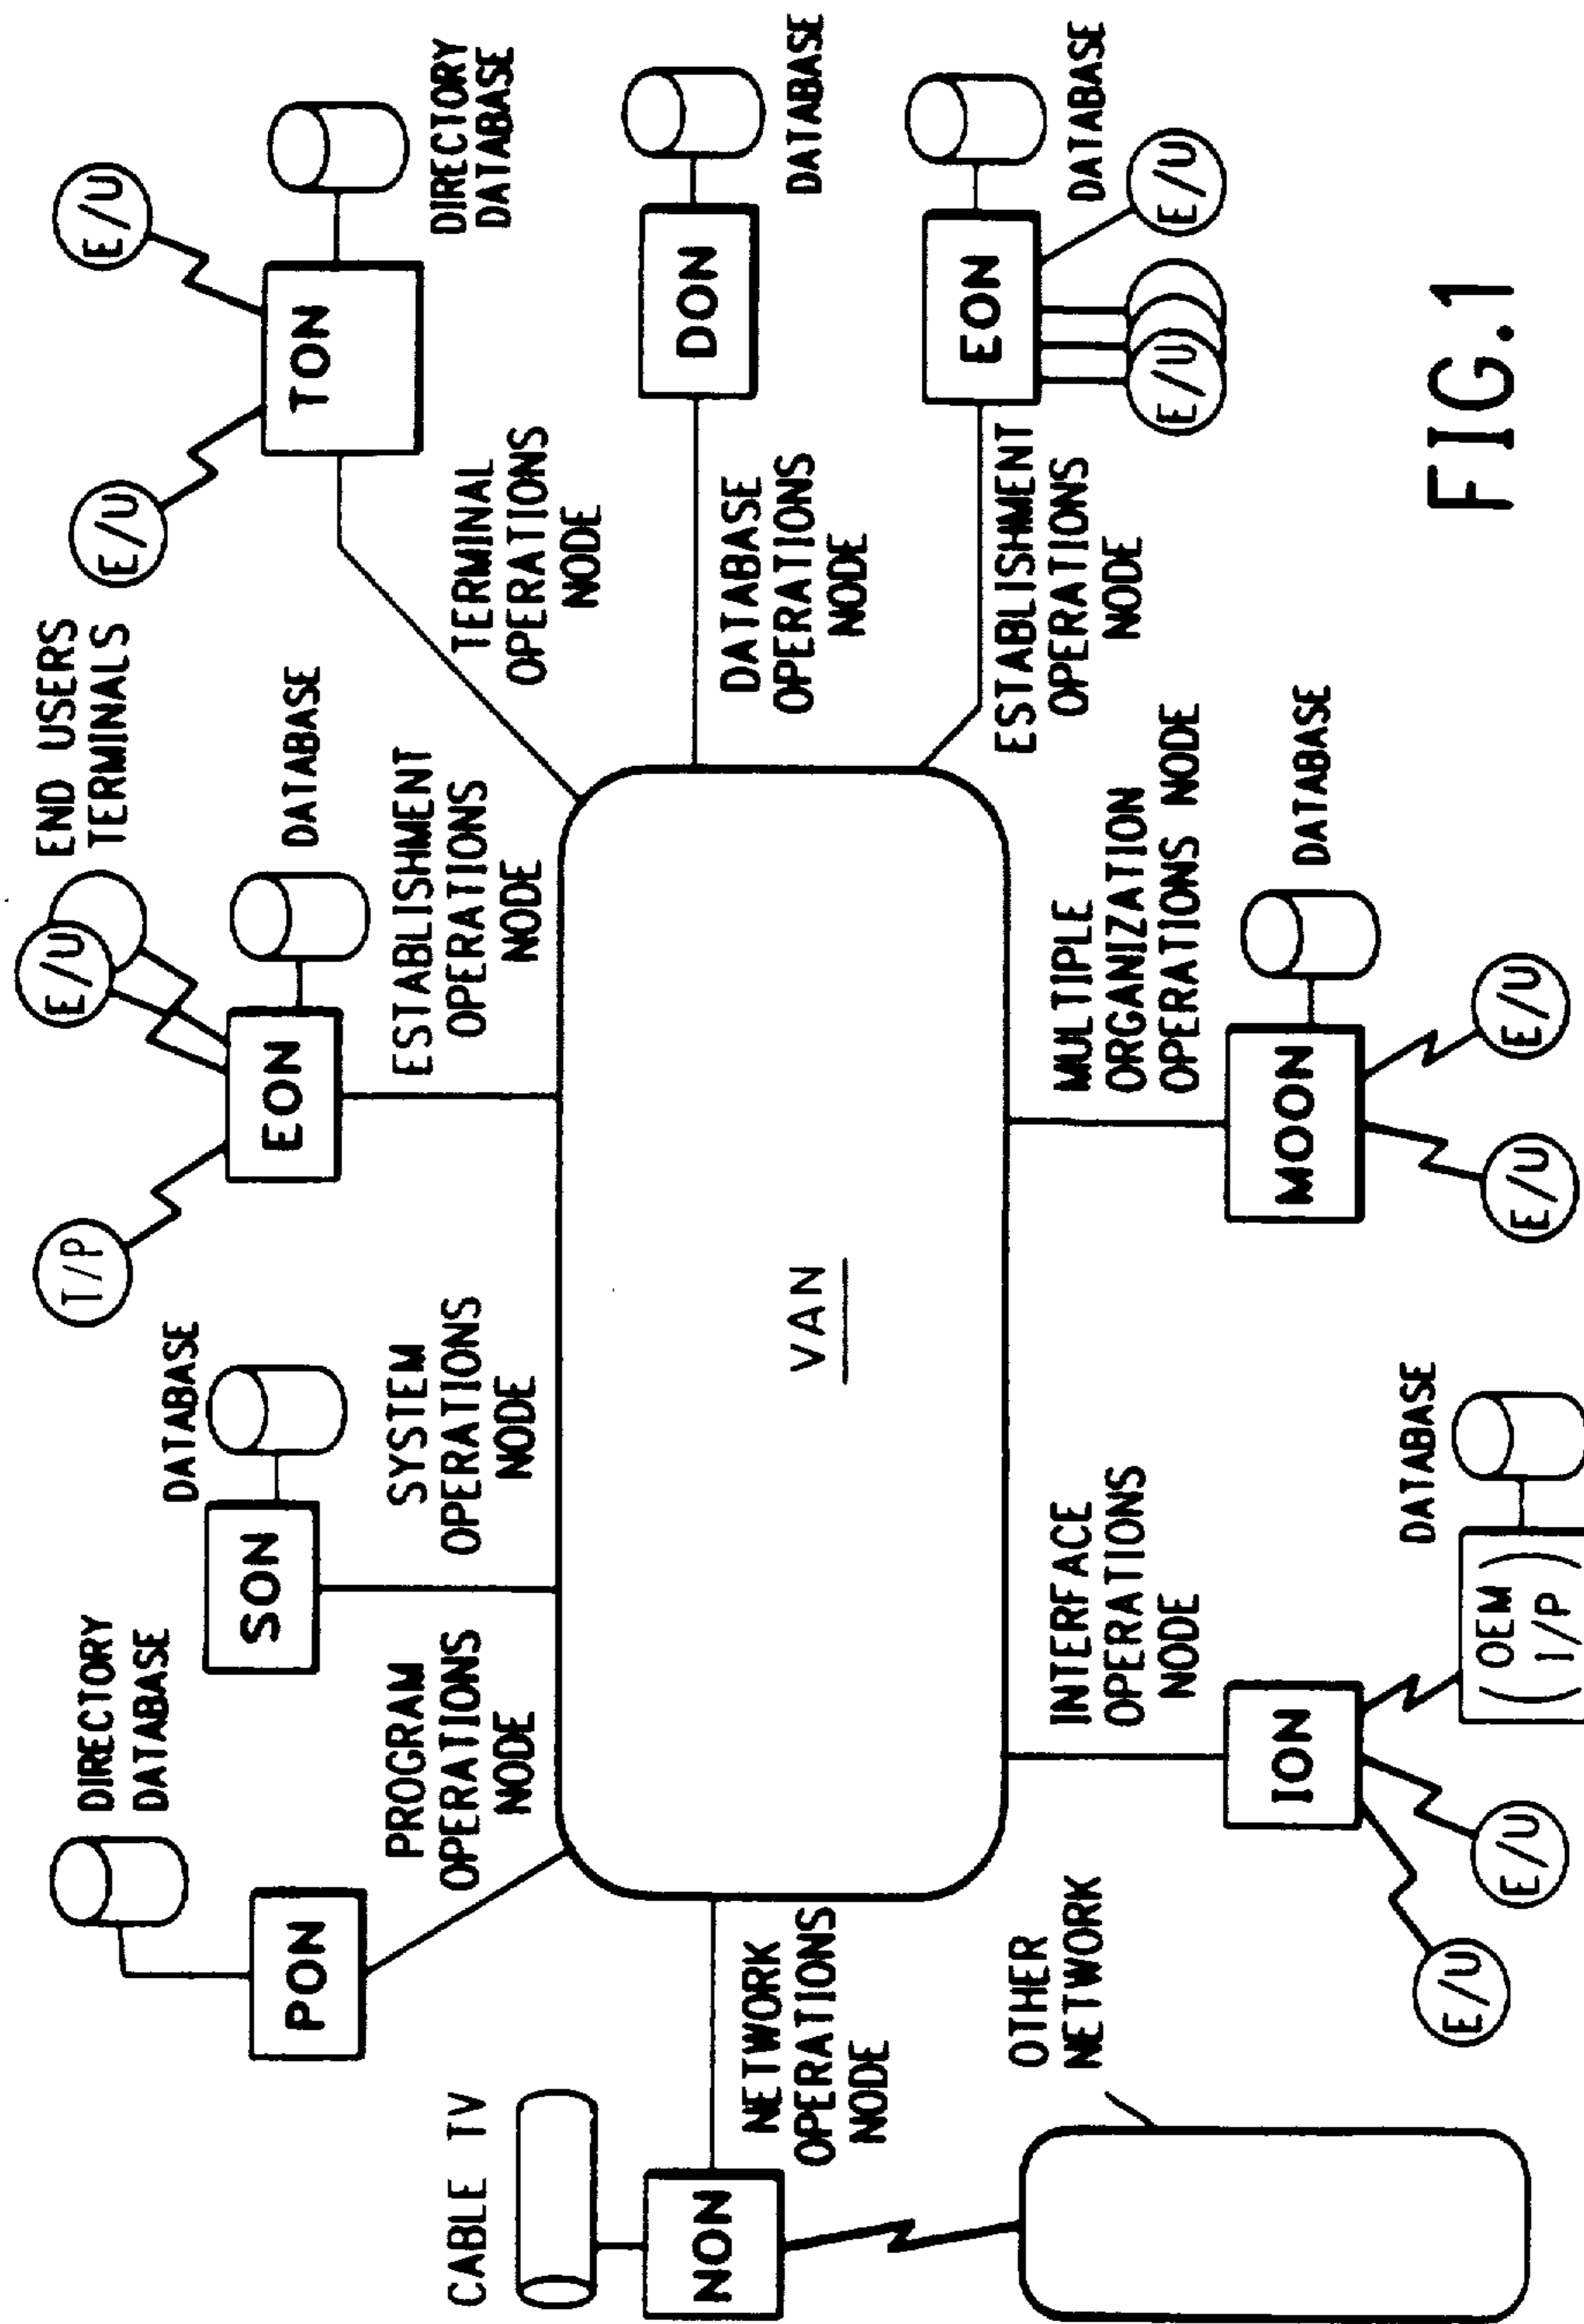 END USERS
TERMINALS
E/U
T/P
EON
DATABASE
ESTABLISHMENT
OPERATIONS
NODE
E/U
E/U
TON
DIRECTORY
DATABASE
TERMINAL
OPERATIONS
NODE
DATABASE
SON
SYSTEM
OPERATIONS
NODE
DIRECTORY
DATABASE
PON
PROGRAM
OPERATIONS
NODE
CABLE TV
NON
NETWORK
OPERATIONS
NODE
VAN
DON
DATABASE
DATABASE
OPERATIONS
NODE
EON
DATABASE
E/U
E/U
ESTABLISHMENT
OPERATIONS
NODE
OTHER
NETWORK
INTERFACE
OPERATIONS
NODE
ION
E/U
E/U
(OEM
I/P)
DATABASE
MULTIPLE
ORGANIZATION
OPERATIONS NODE
MOON
DATABASE
E/U
E/U
FIG.1